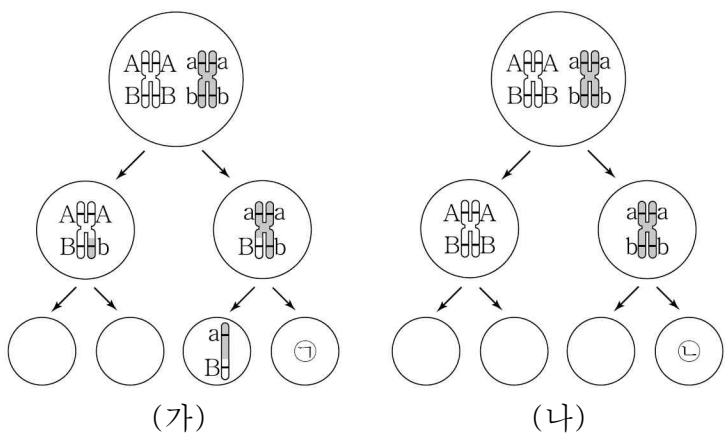 A A a a A A a a
B B b b B B b b
A A a a A A a a
B b B b B B b b
a
B ㉠ ㉡
(가) (나)